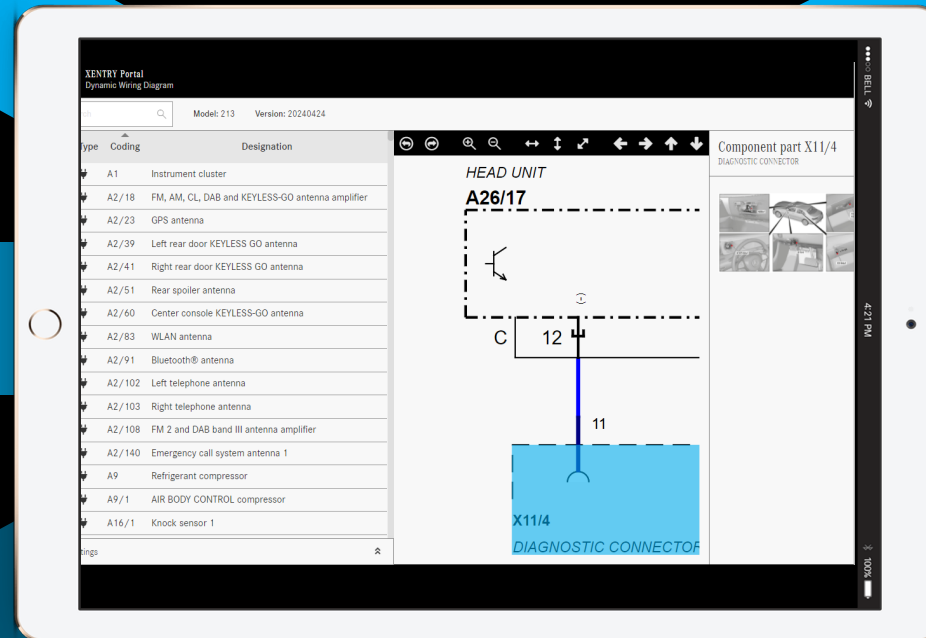 XENTRY Portal
Dynamic Wiring Diagram
Model: 213 Version: 20240424
Coding Designation
A1 Instrument cluster
A2/18 FM, AM, CL, DAB and KEYLESS-GO antenna amplifier
A2/23 GPS antenna
A2/39 Left rear door KEYLESS GO antenna
A2/41 Right rear door KEYLESS GO antenna
A2/51 Rear spoiler antenna
A2/60 Center console KEYLESS-GO antenna
A2/83 WLAN antenna
A2/91 Bluetooth® antenna
A2/102 Left telephone antenna
A2/103 Right telephone antenna
A2/108 FM 2 and DAB band III antenna amplifier
A2/140 Emergency call system antenna 1
A9 Refrigerant compressor
A9/1 AIR BODY CONTROL compressor
A16/1 Knock sensor 1
HEAD UNIT
A26/17
C 12
11
X11/4
DIAGNOSTIC CONNECTOR
Component part X11/4
DIAGNOSTIC CONNECTOR
BELL
4:21 PM
100%